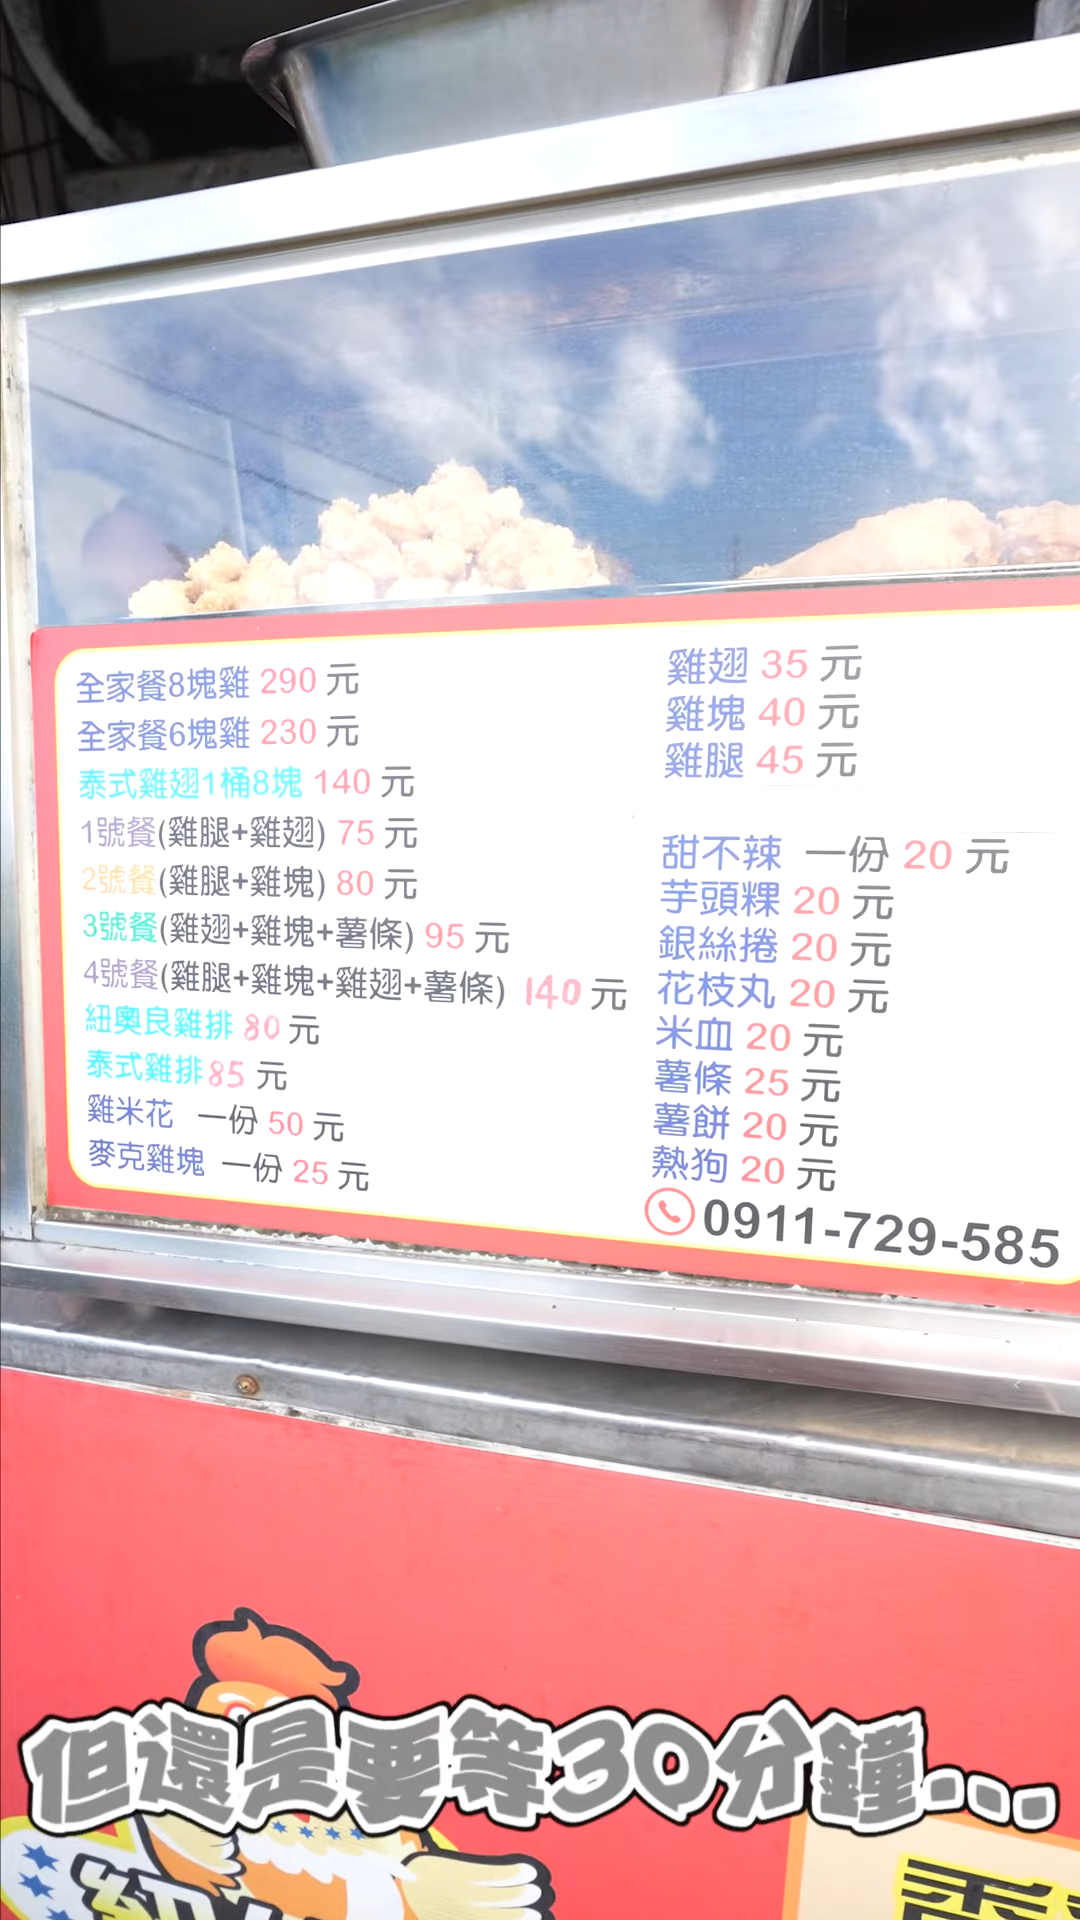 全家餐8塊雞 290 元
全家餐6塊雞 230 元
泰式雞翅1桶8塊 140 元
1號餐(雞腿+雞翅) 75 元
2號餐(雞腿+雞塊) 80 元
3號餐(雞翅+雞塊+薯條) 95 元
4號餐(雞腿+雞塊+雞翅+薯條) 140 元
紐奧良雞排 80 元
泰式雞排 85 元
雞米花 一份 50 元
麥克雞塊 一份 25 元
雞翅 35 元
雞塊 40 元
雞腿 45 元
甜不辣 一份 20 元
芋頭粿 20 元
銀絲捲 20 元
花枝丸 20 元
米血 20 元
薯條 25 元
薯餅 20 元
熱狗 20 元
0911-729-585
但還是要等30分鐘...